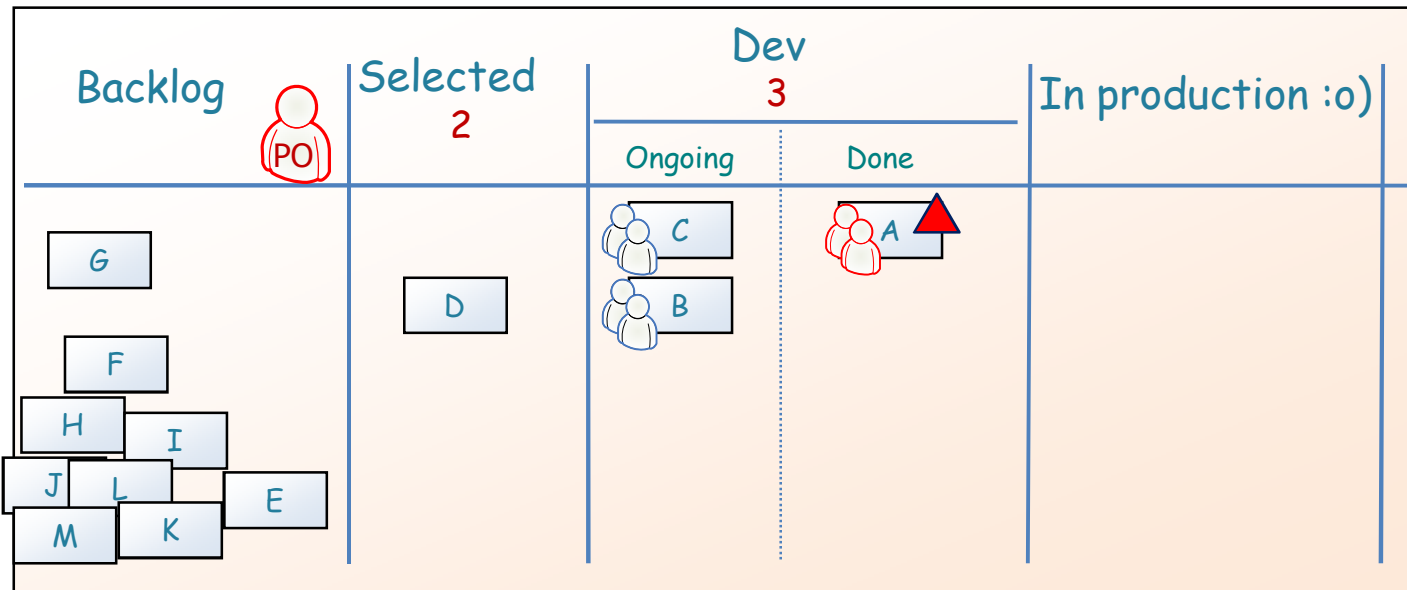 Dev
Backlog
Selected
In production :o)
3
2
PO
Ongoing
Done
C
A
G
D
B
F
H
I
J
L
E
M
K